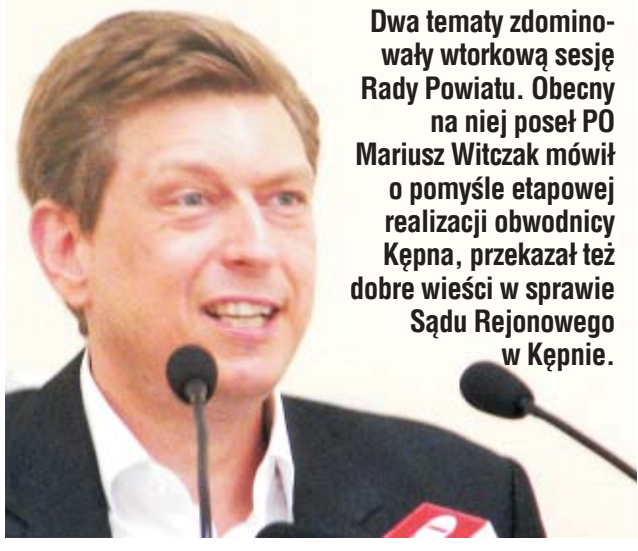 Dwa tematy zdomino-
wały wtorkową sesję
Rady Powiatu. Obecny
na niej poseł PO
Mariusz Witczak mówił
o pomyśle etapowej
realizacji obwodnicy
Kępna, przekazał też
dobre wieści w sprawie
Sądu Rejonowego
w Kępnie.